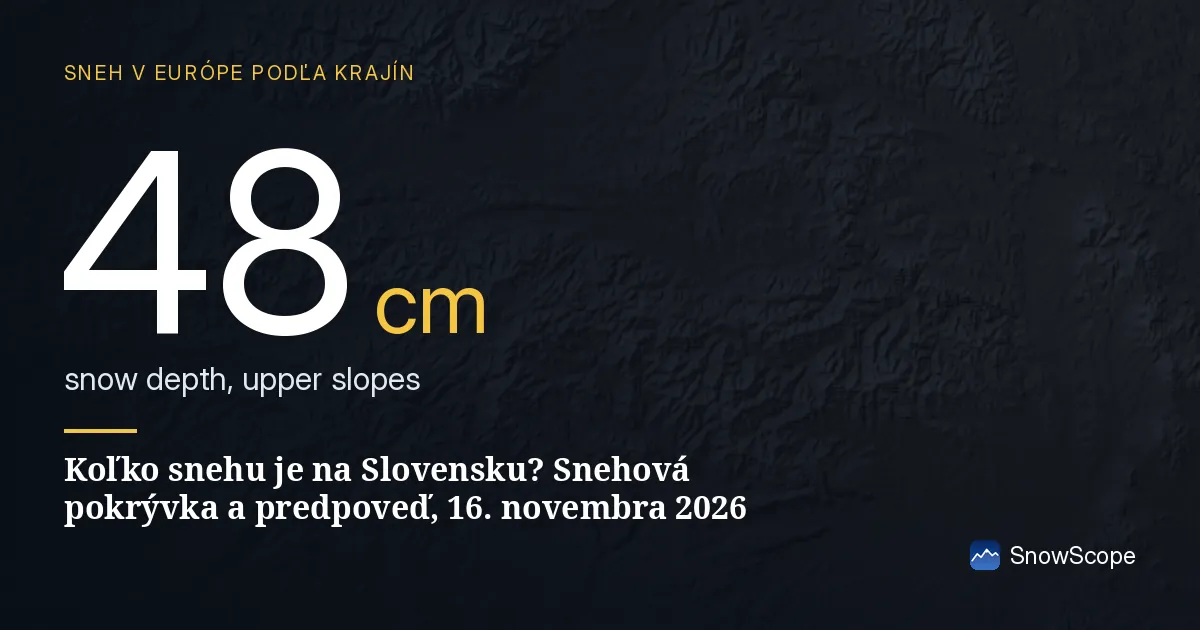 SNEH V EURÓPE PODĽA KRAJÍN
48 cm
snow depth, upper slopes
Koľko snehu je na Slovensku? Snehová
pokrývka a predpoveď, 16. novembra 2026
SnowScope